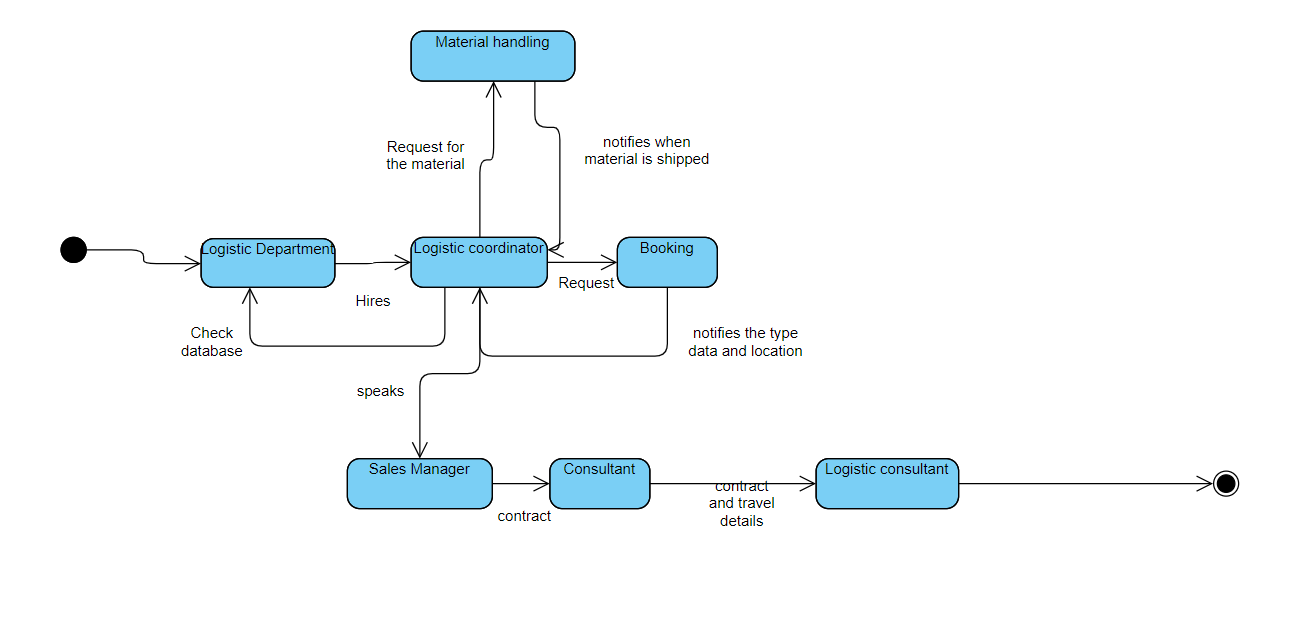 Material handling
Request for
the material
notifies when
material is shipped
Logistic Department
Logistic coordinator
Booking
Hires
Request
Check
database
notifies the type
data and location
speaks
Sales Manager
Consultant
Logistic consultant
contract
contract
and travel
details